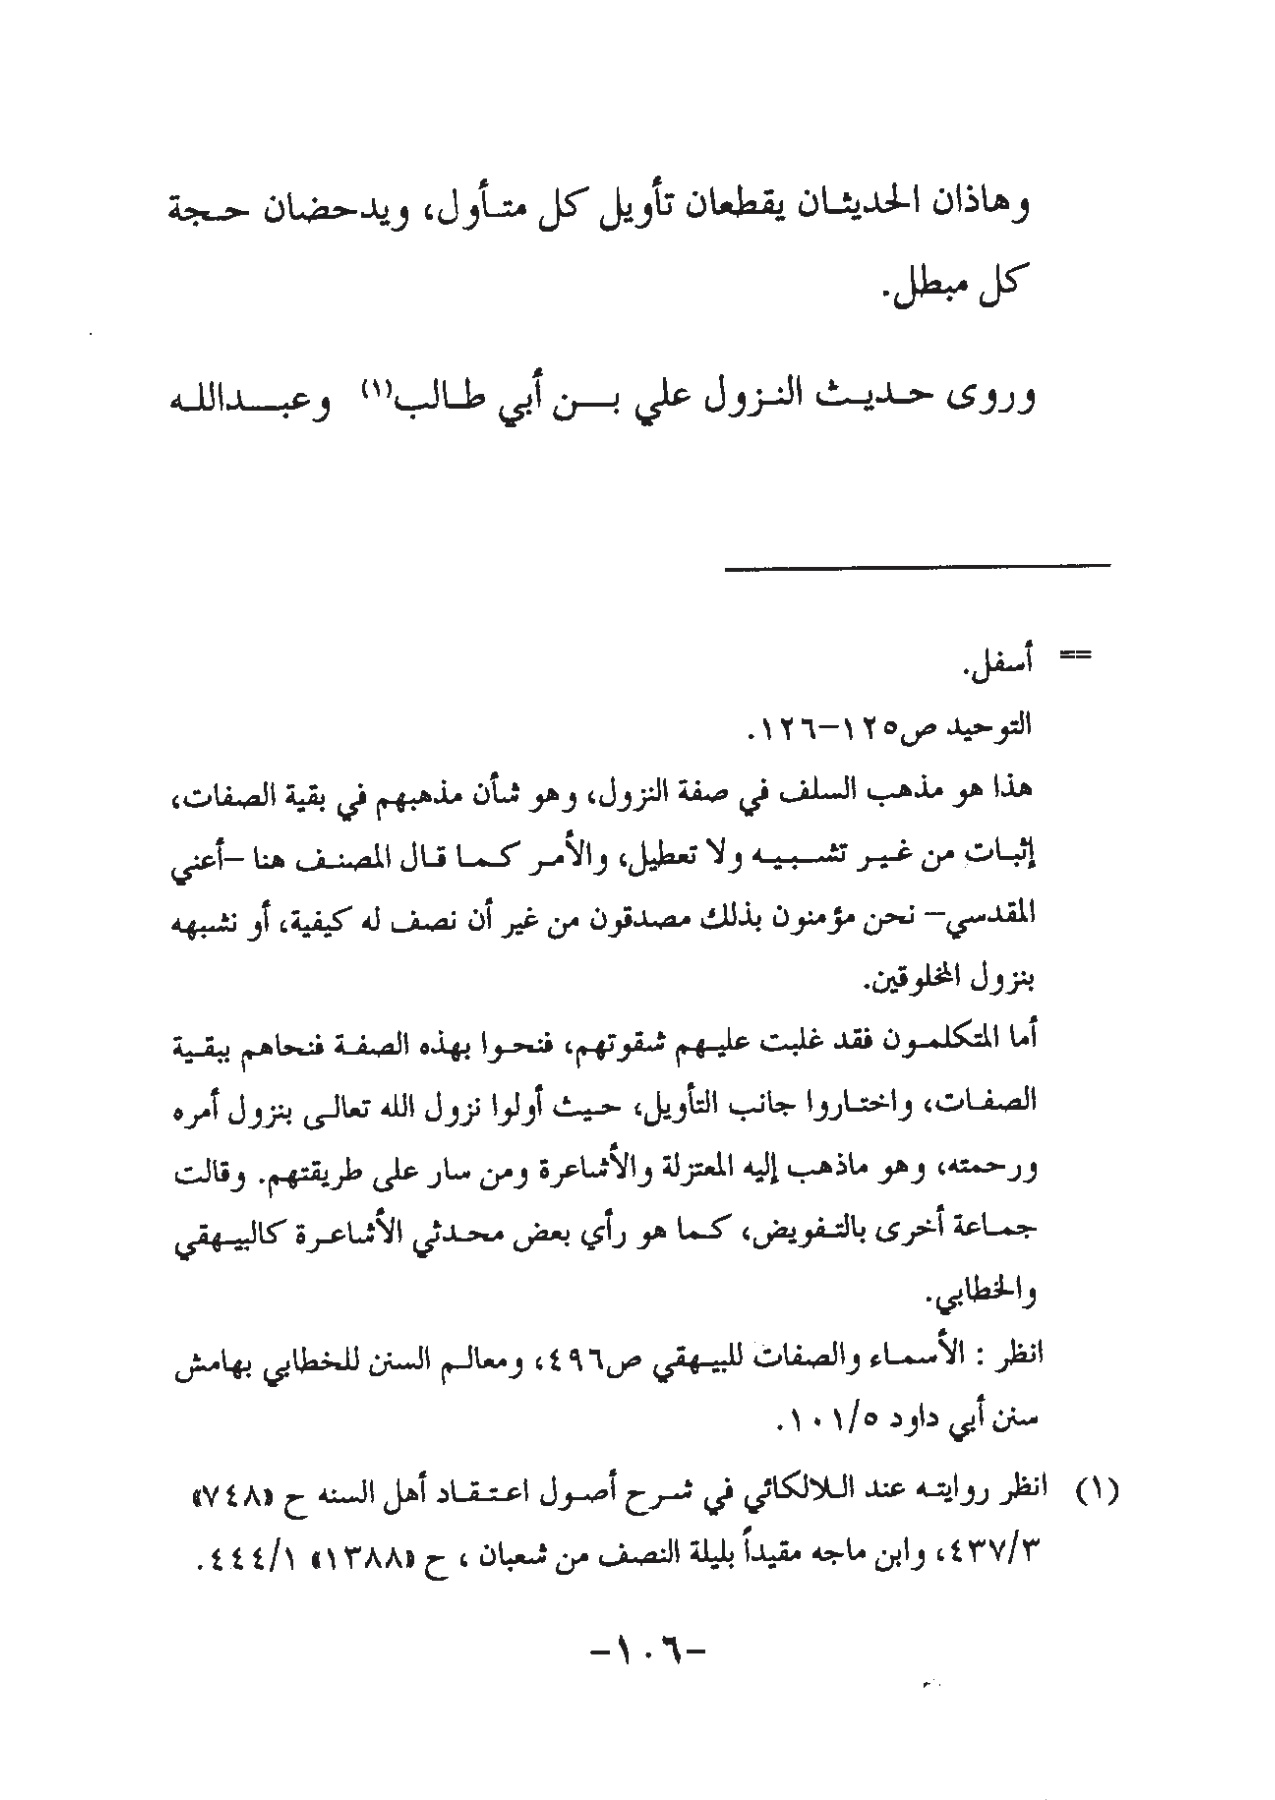 وهاذان الحديثان يقطعان تأويل كل متأول، ويدحضان حجة
كل مبطل.
وروى حديث النزول علي بن أبي طالب(١) وعبدالله
== أسفل.
التوحيد ص١٢٥-١٢٦.
هذا هو مذهب السلف في صفة النزول، وهو شأن مذهبهم في بقية الصفات،
إثبات من غير تشبيه ولا تعطيل، والأمر كما قال المصنف هنا -أعني
المقدسي- نحن مؤمنون بذلك مصدقون من غير أن نصف له كيفية، أو نشبهه
بنزول المخلوقين.
أما المتكلمون فقد غلبت عليهم شقوتهم، فنحوا بهذه الصفة فنحاهم ببقية
الصفات، واختاروا جانب التأويل، حيث أولوا نزول الله تعالى بنزول أمره
ورحمته، وهو ماذهب إليه المعتزلة والأشاعرة ومن سار على طريقتهم. وقالت
جماعة أخرى بالتفويض، كما هو رأي بعض محدثي الأشاعرة كالبيهقي
والخطابي.
انظر : الأسماء والصفات للبيهقي ص٤٩٦، ومعالم السنن للخطابي بهامش
سنن أبي داود ١٠١/٥.
(١) انظر روايته عند اللالكائي في شرح أصول اعتقاد أهل السنه ح «٧٤٨»
٤٣٧/٣، وابن ماجه مقيداً بليلة النصف من شعبان ، ح «١٣٨٨» ٤٤٤/١.
-١٠٦-